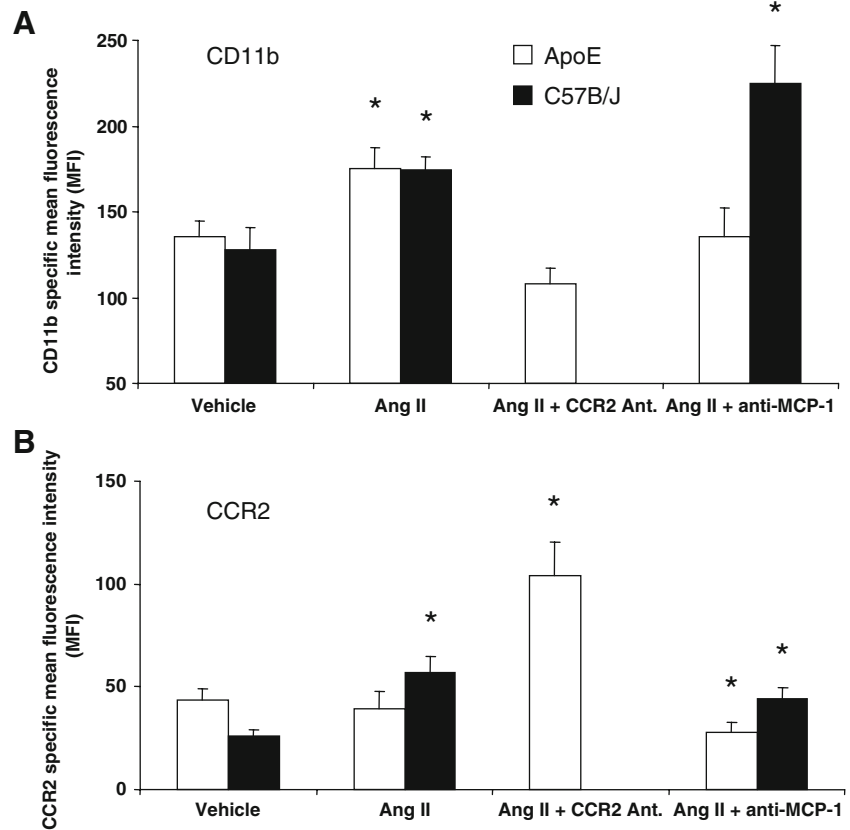 A
CD11b
ApoE
C57B/J
CD11b specific mean fluorescence
intensity (MFI)
250
200
150
100
50
*
*
*
Vehicle
Ang II
Ang II + CCR2 Ant.
Ang II + anti-MCP-1
B
CCR2
CCR2 specific mean fluorescence intensity
(MFI)
150
100
50
0
*
*
*
*
Vehicle
Ang II
Ang II + CCR2 Ant.
Ang II + anti-MCP-1